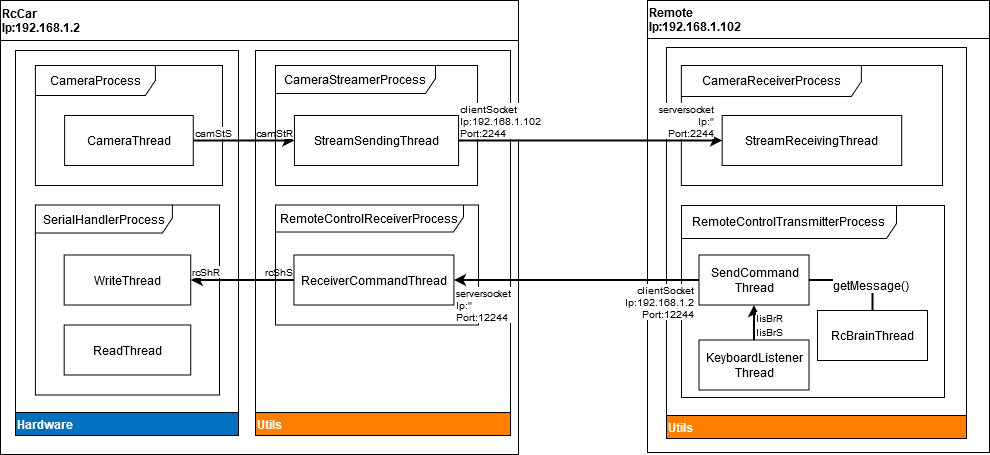 RcCar
Ip:192.168.1.2
CameraProcess
CameraThread
camStS
CameraStreamerProcess
camStR
StreamSendingThread
clientSocket
Ip:192.168.1.102
Port:2244
SerialHandlerProcess
WriteThread
rcShR
ReadThread
RemoteControlReceiverProcess
rcShS
ReceiverCommandThread
serversocket
Ip:"
Port:12244
Hardware
Utils
Remote
Ip:192.168.1.102
CameraReceiverProcess
serversocket
Ip:"
Port:2244
StreamReceivingThread
RemoteControlTransmitterProcess
SendCommand
Thread
clientSocket
Ip:192.168.1.2
Port:12244
getMessage()
lisBrR
lisBrS
RcBrainThread
KeyboardListener
Thread
Utils